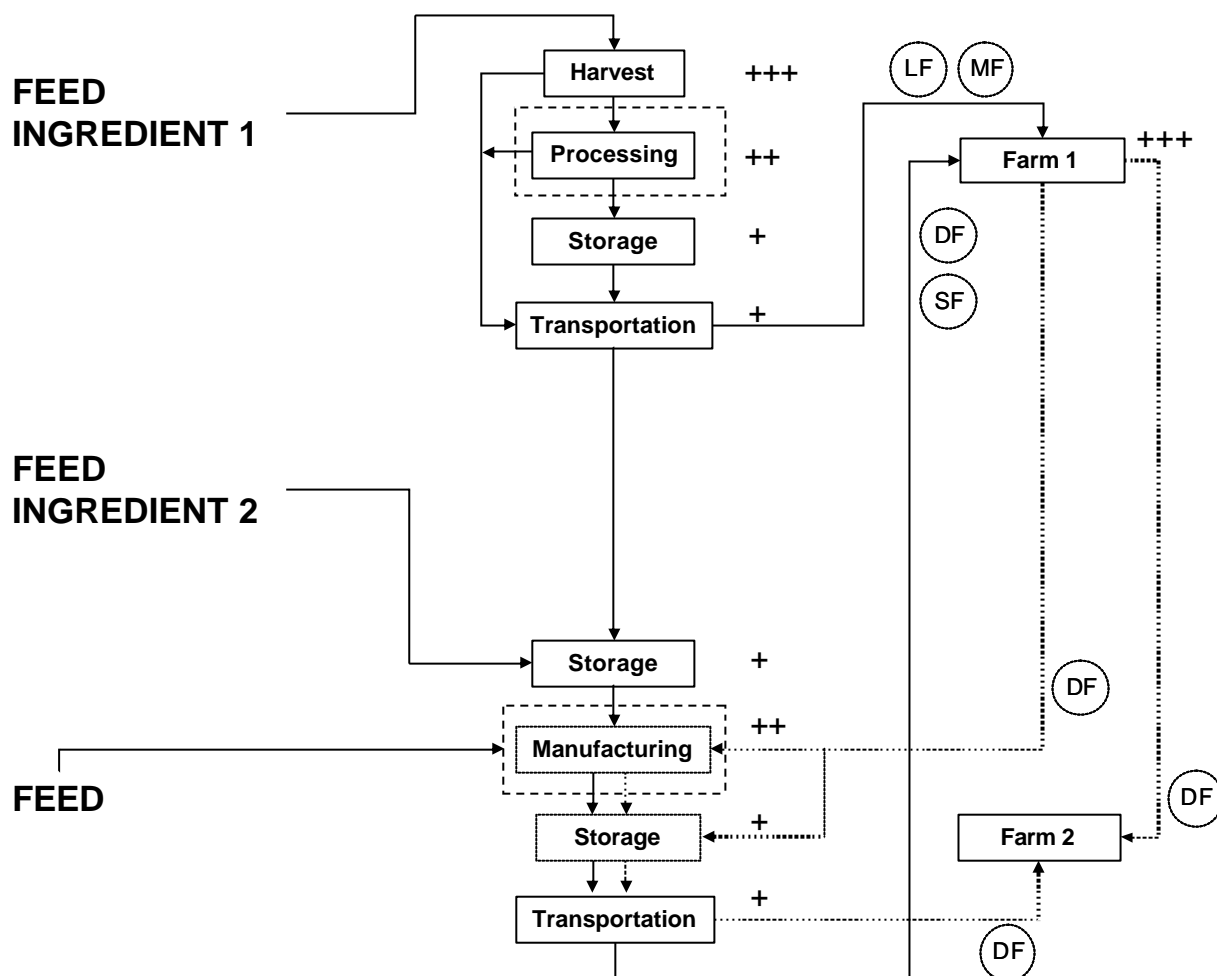 LF MF
Harvest +++
FEED
INGREDIENT 1
Processing ++
Farm 1 +++
Storage +
DF
SF
Transportation +
FEED
INGREDIENT 2
Storage +
DF
Manufacturing ++
FEED
DF
Storage +
Farm 2
Transportation +
DF